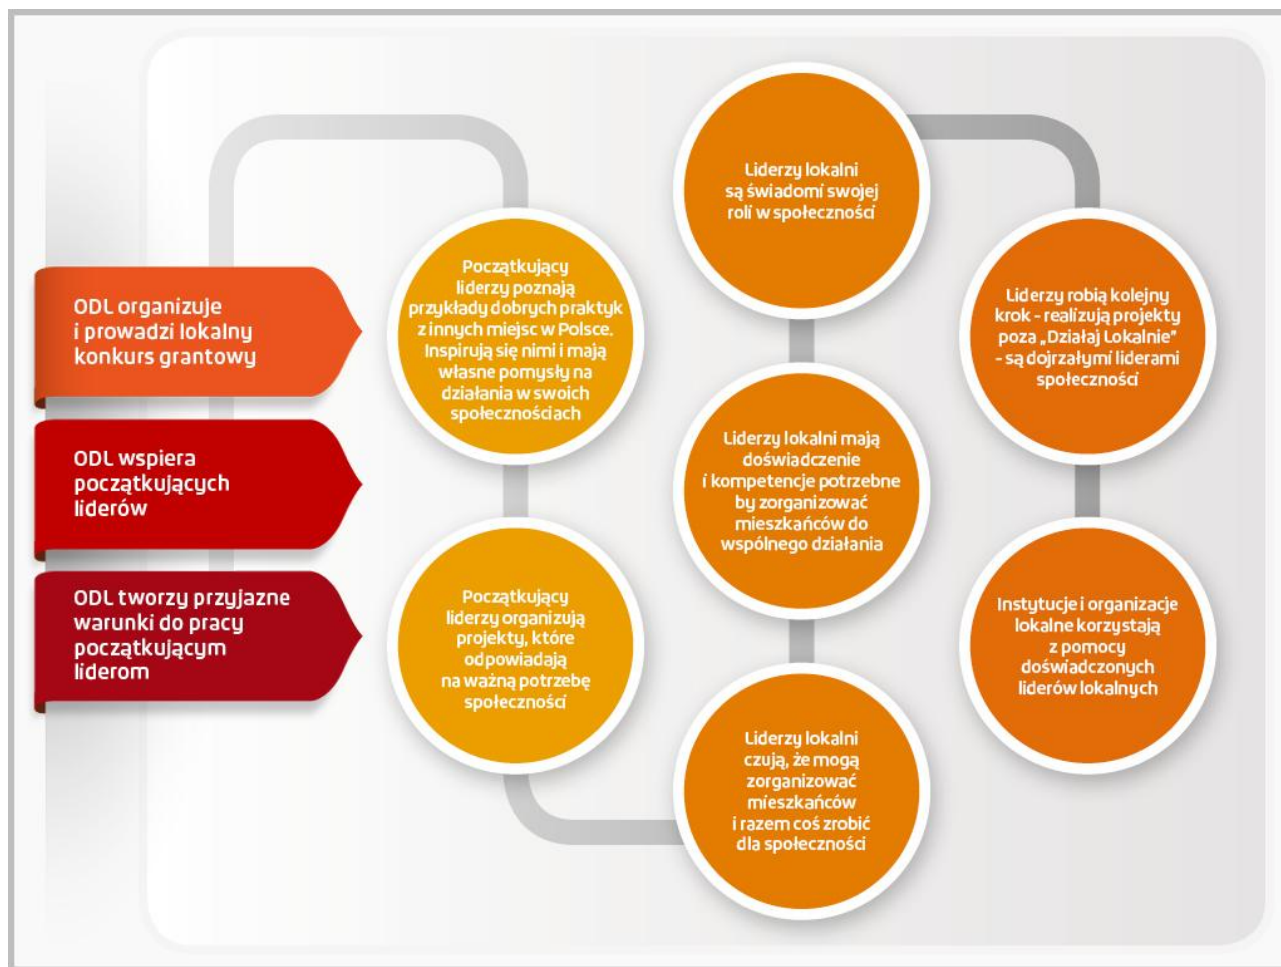 ODL organizuje
i prowadzi lokalny
konkurs grantowy
ODL wspiera
początkujących
liderów
ODL tworzy przyjazne
warunki do pracy
początkującym
liderom
Początkujący
liderzy poznają
przykłady dobrych praktyk
z innych miejsc w Polsce.
Inspirują się nimi i mają
własne pomysły na
działania w swoich
społecznościach
Początkujący
liderzy organizują
projekty, które
odpowiadają
na ważną potrzebę
społeczności
Liderzy lokalni
czują, że mogą
zorganizować
mieszkańców
i razem coś zrobić
dla społeczności
Liderzy lokalni mają
doświadczenie
i kompetencje potrzebne
by zorganizować
mieszkańców do
wspólnego działania
Liderzy lokalni
są świadomi swojej
roli w społeczności
Liderzy robią kolejny
krok - realizują projekty
poza „Działaj Lokalnie”
- są dojrzałymi liderami
społeczności
Instytucje i organizacje
lokalne korzystają
z pomocy
doświadczonych
liderów lokalnych